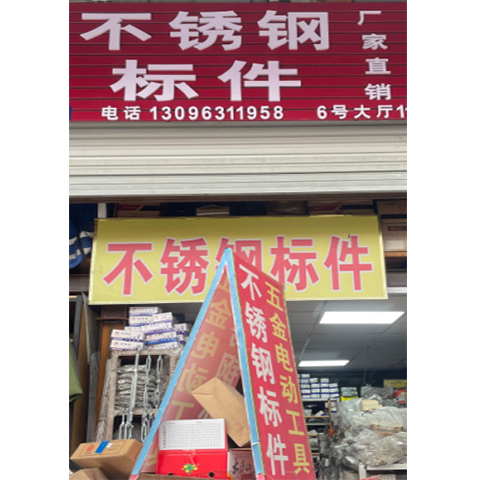 不锈钢
标件
厂家直销
电话 13096311958
6号大厅1
不锈钢标件
五金电动工具
不锈钢标件